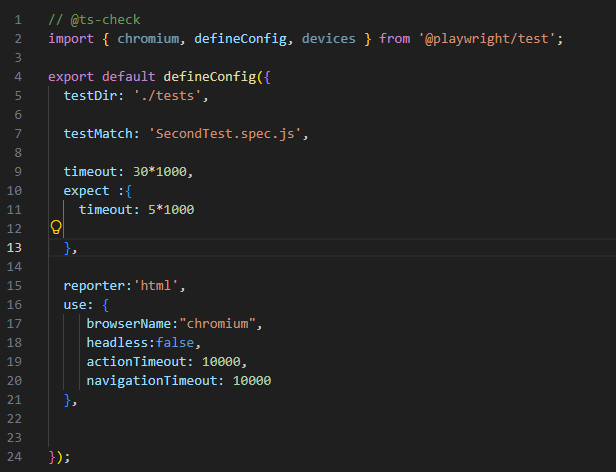 1 // @ts-check
2 import { chromium, defineConfig, devices } from '@playwright/test';
3
4 export default defineConfig({
5   testDir: './tests',
6
7   testMatch: 'SecondTest.spec.js',
8
9   timeout: 30*1000,
10   expect :{
11     timeout: 5*1000
12
13   },
14
15   reporter:'html',
16   use: {
17      browserName:"chromium",
18      headless:false,
19      actionTimeout: 10000,
20      navigationTimeout: 10000
21   },
22
23
24 });